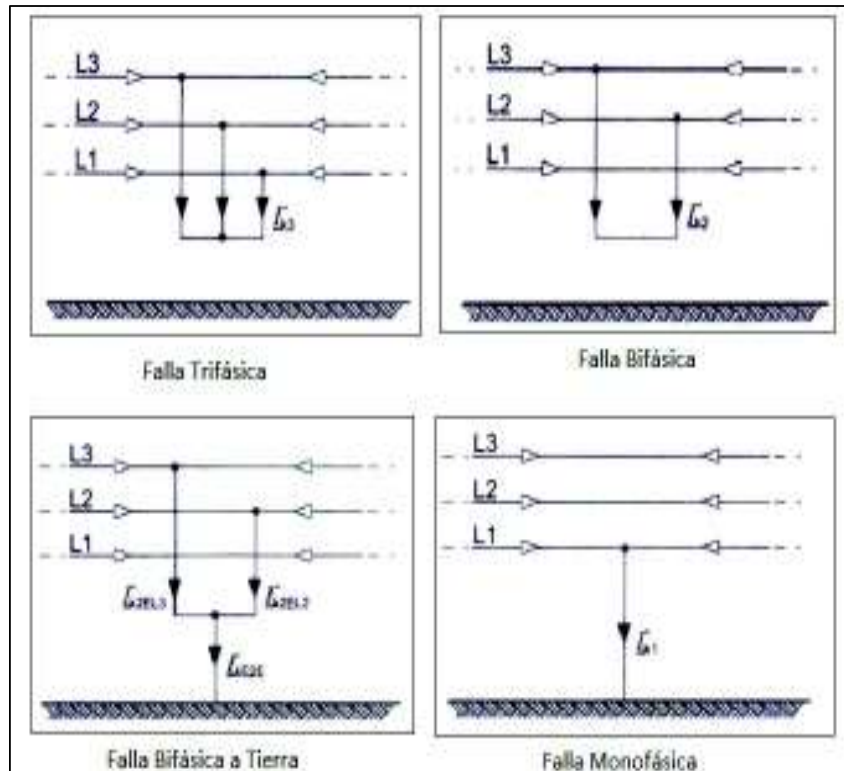 L3
L2
L1
Falla Trifásica
L3
L2
L1
Falla Bifásica
L3
L2
L1
Falla Bifásica a Tierra
L3
L2
L1
Falla Monofásica